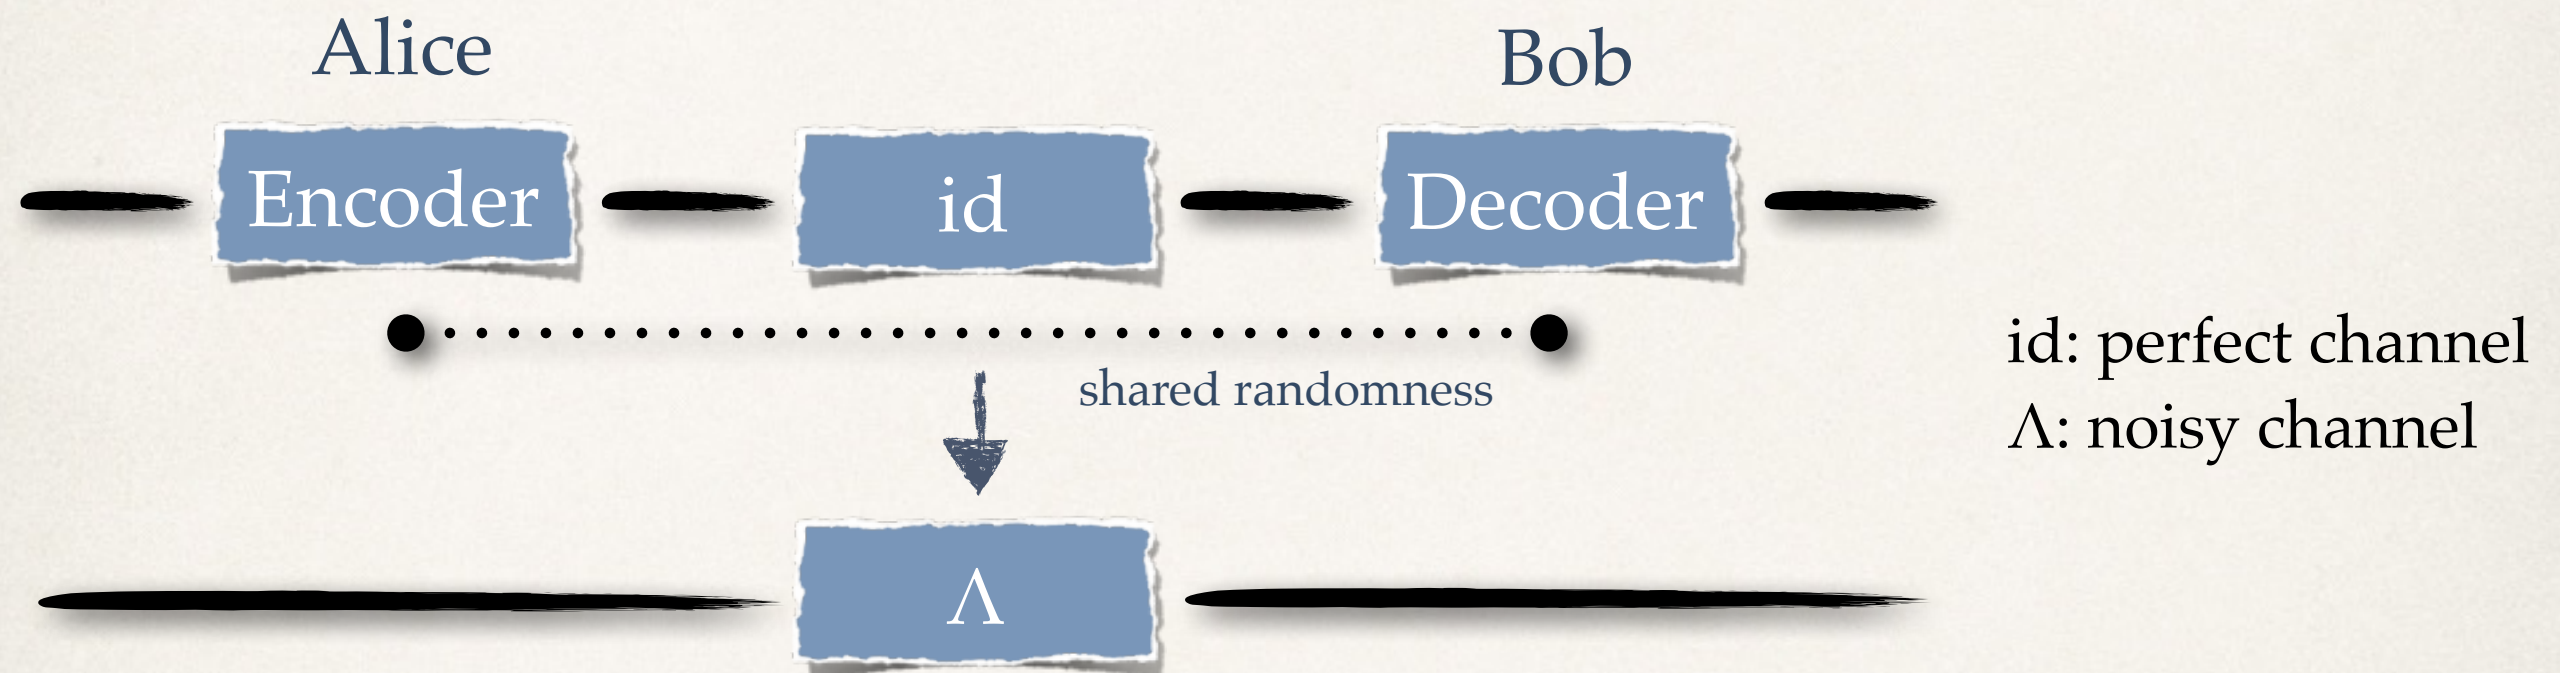 Alice
Bob
Encoder
id
Decoder
shared randomness
id: perfect channel
Λ: noisy channel
Λ